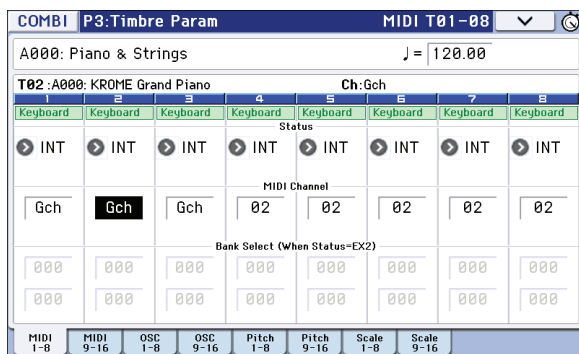 COMBI P3:Timbre Param MIDI T01-08
A000: Piano & Strings ♩= 120.00
T02 :A000: KROME Grand Piano Ch:Gch
1 2 3 4 5 6 7 8
Keyboard Keyboard Keyboard Keyboard Keyboard Keyboard Keyboard Keyboard
Status
INT INT INT INT INT INT INT INT
MIDI Channel
Gch Gch Gch 02 02 02 02 02
Bank Select (When Status=EX2)
000 000 000 000 000 000 000 000
000 000 000 000 000 000 000 000
MIDI 1-8 MIDI 9-16 OSC 1-8 OSC 9-16 Pitch 1-8 Pitch 9-16 Scale 1-8 Scale 9-16